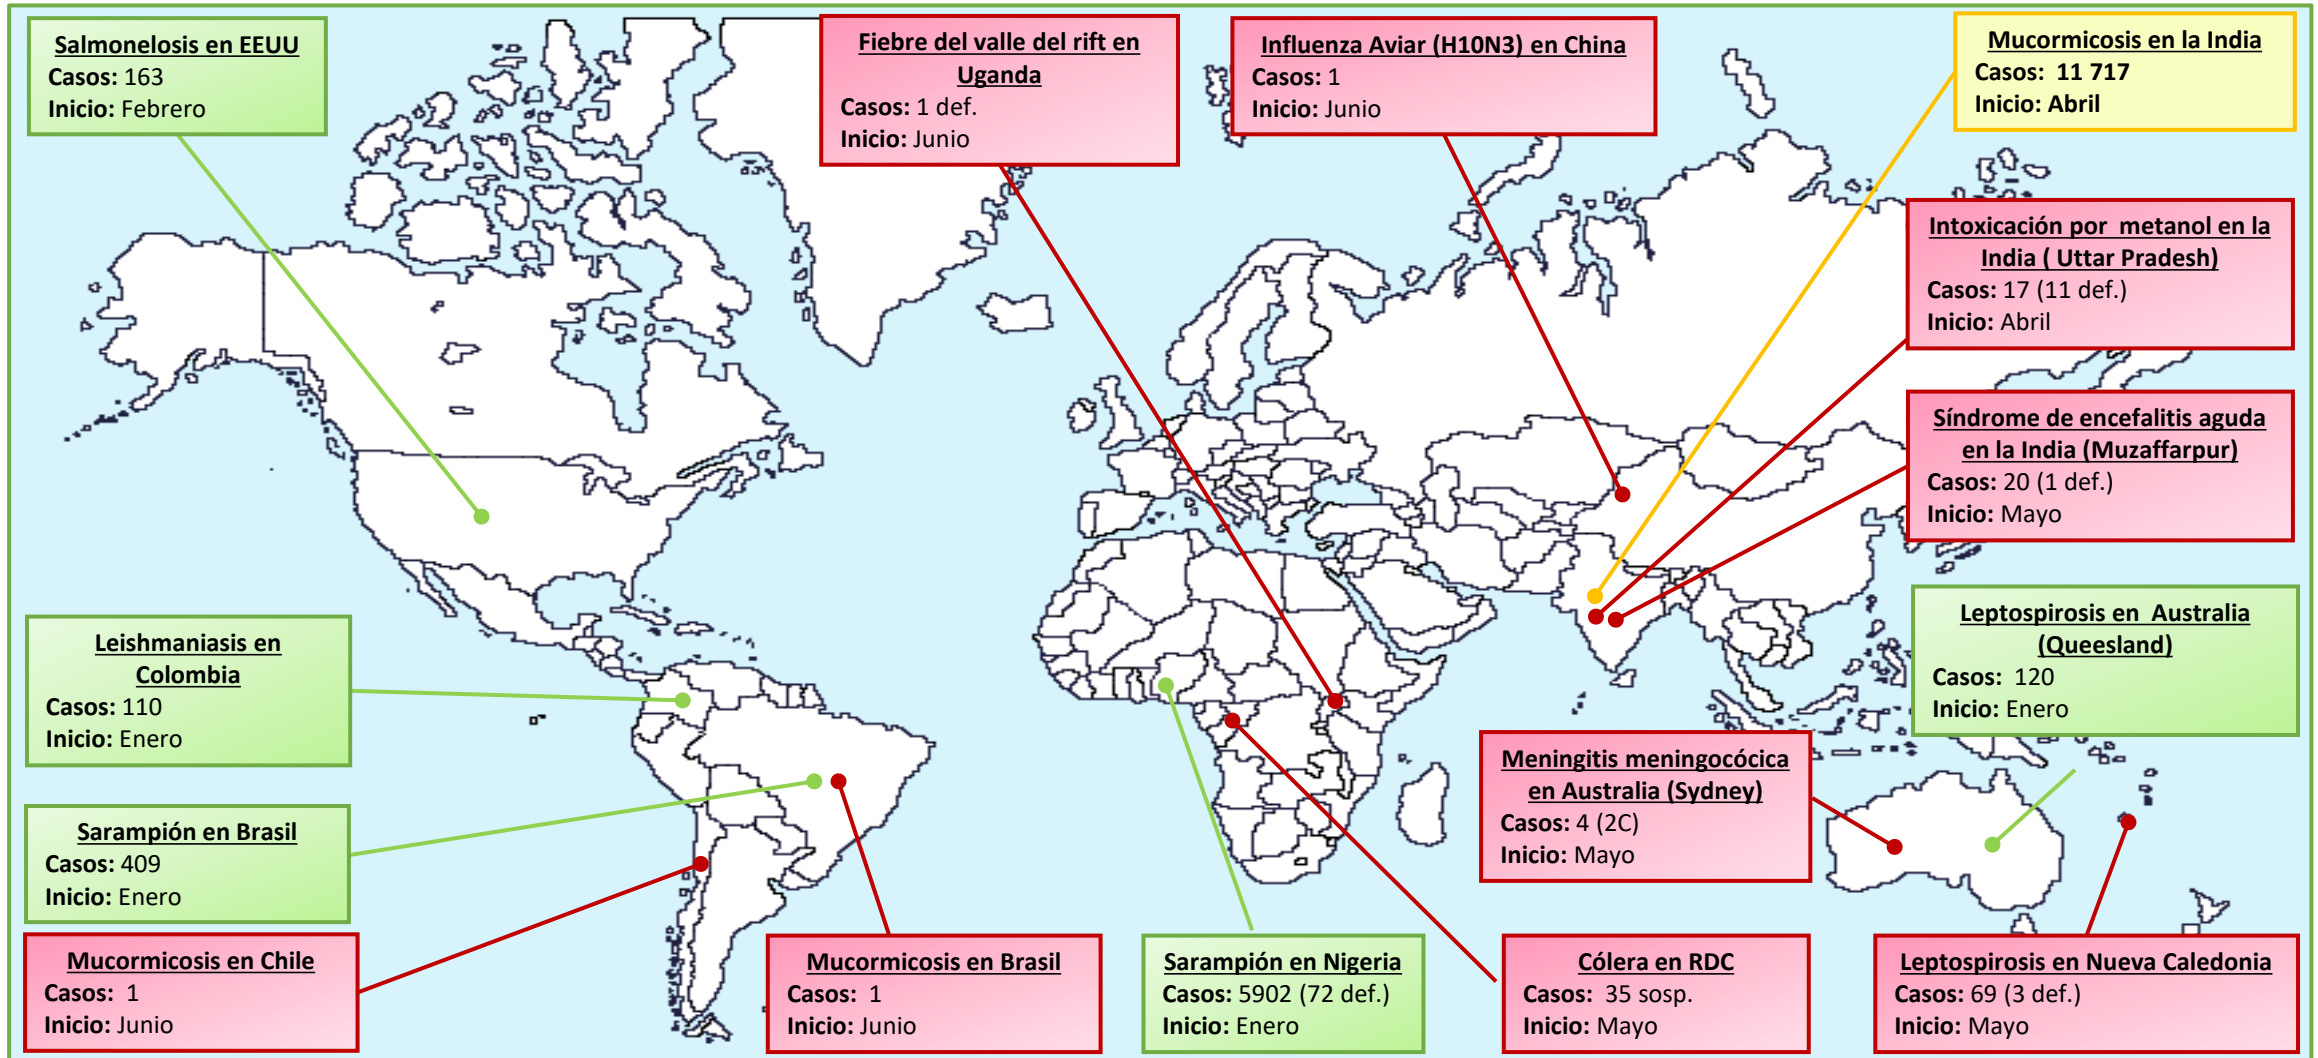 Salmonelosis en EEUU
Casos: 163
Inicio: Febrero
Fiebre del valle del rift en
Uganda
Casos: 1 def.
Inicio: Junio
Influenza Aviar (H10N3) en China
Casos: 1
Inicio: Junio
Mucormicosis en la India
Casos: 11 717
Inicio: Abril
Intoxicación por metanol en la
India ( Uttar Pradesh)
Casos: 17 (11 def.)
Inicio: Abril
Síndrome de encefalitis aguda
en la India (Muzaffarpur)
Casos: 20 (1 def.)
Inicio: Mayo
Leptospirosis en Australia
(Queesland)
Casos: 120
Inicio: Enero
Leishmaniasis en
Colombia
Casos: 110
Inicio: Enero
Meningitis meningocócica
en Australia (Sydney)
Casos: 4 (2C)
Inicio: Mayo
Sarampión en Brasil
Casos: 409
Inicio: Enero
Mucormicosis en Chile
Casos: 1
Inicio: Junio
Mucormicosis en Brasil
Casos: 1
Inicio: Junio
Sarampión en Nigeria
Casos: 5902 (72 def.)
Inicio: Enero
Cólera en RDC
Casos: 35 sosp.
Inicio: Mayo
Leptospirosis en Nueva Caledonia
Casos: 69 (3 def.)
Inicio: Mayo